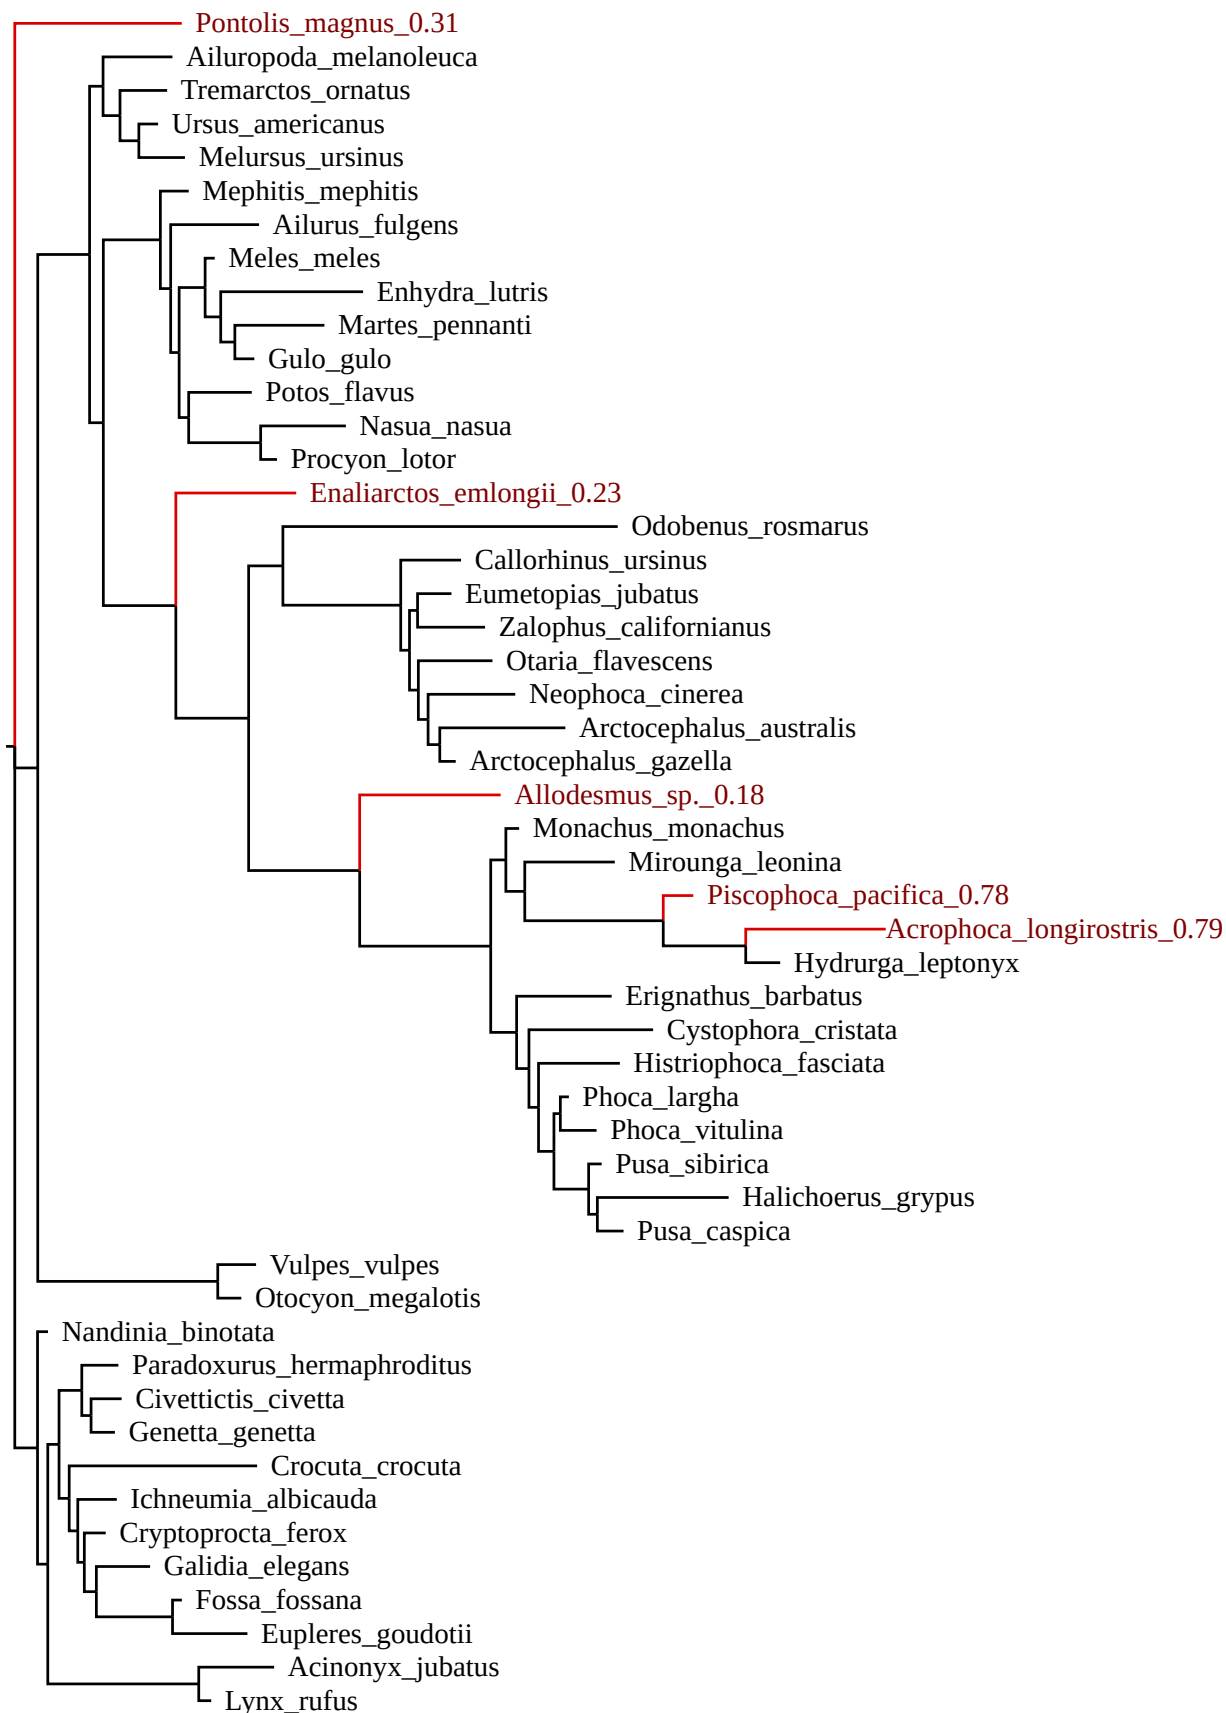 Pontolis_magnus_0.31
Ailuropoda_melanoleuca
Tremarctos_ornatus
Ursus_americanus
Melursus_ursinus
Mephitis_mephitis
Ailurus_fulgens
Meles_meles
Enhydra_lutris
Martes_pennanti
Gulo_gulo
Potos_flavus
Nasua_nasua
Procyon_lotor
Enaliarctos_emlongii_0.23
Odobenus_rosmarus
Callorhinus_ursinus
Eumetopias_jubatus
Zalophus_californianus
Otaria_flavescens
Neophoca_cinerea
Arctocephalus_australis
Arctocephalus_gazella
Allodesmus_sp._0.18
Monachus_monachus
Mirounga_leonina
Piscophoca_pacifica_0.78
Acrophoca_longirostris_0.79
Hydrurga_leptonyx
Erignathus_barbatus
Cystophora_cristata
Histriophoca_fasciata
Phoca_largha
Phoca_vitulina
Pusa_sibirica
Halichoerus_grypus
Pusa_caspica
Vulpes_vulpes
Otocyon_megalotis
Nandinia_binotata
Paradoxurus_hermaphroditus
Civettictis_civetta
Genetta_genetta
Crocuta_crocuta
Ichneumia_albicauda
Cryptoprocta_ferox
Galidia_elegans
Fossa_fossana
Eupleres_goudotii
Acinonyx_jubatus
Lynx_rufus